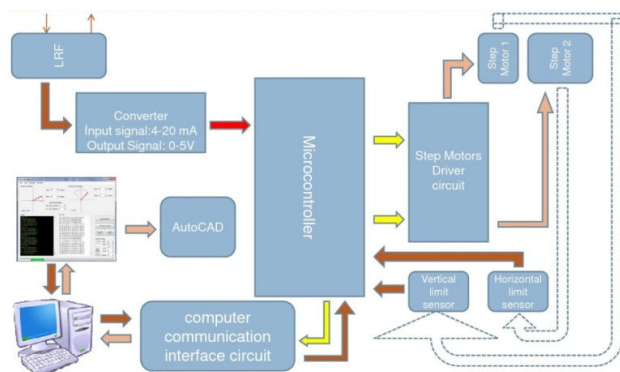 LRF
Converter
İnput signal:4-20 mA
Output Signal: 0-5V
Microcontroller
Step
Motor 1
Step
Motor 2
Step Motors
Driver
circuit
AutoCAD
Vertical
limit
sensor
Horizontal
limit
sensor
computer
communication
interface circuit